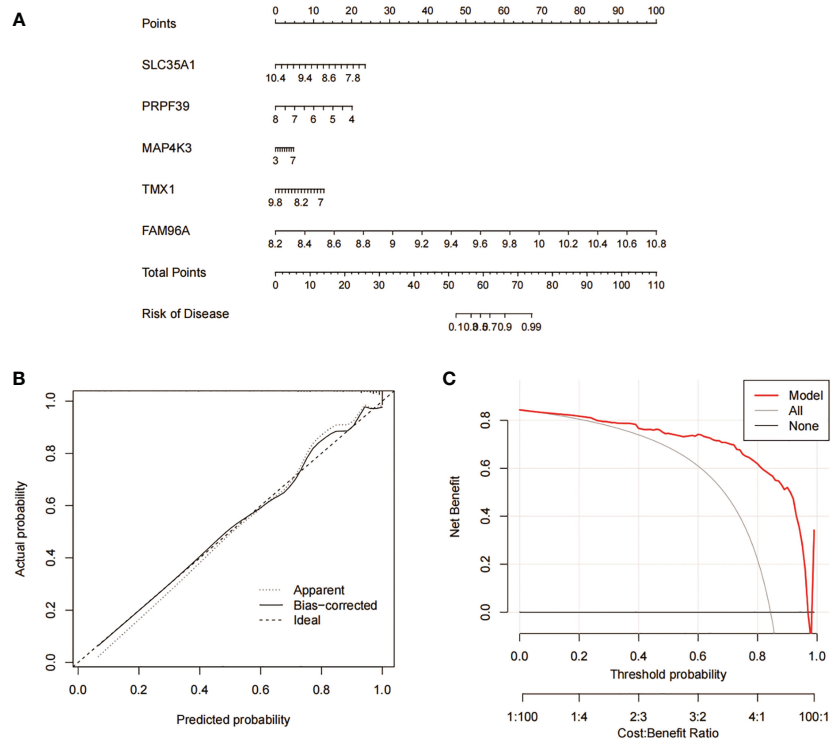 A
Points
0 10 20 30 40 50 60 70 80 90 100
SLC35A1
10.4 9.4 8.6 7.8
PRPF39
8 7 6 5 4
MAP4K3
3 7
TMX1
9.8 8.2 7
FAM96A
8.2 8.4 8.6 8.8 9 9.2 9.4 9.6 9.8 10 10.2 10.4 10.6 10.8
Total Points
0 10 20 30 40 50 60 70 80 90 100 110
Risk of Disease
0.1 0.3 0.5 0.7 0.9 0.99
B
Actual probability
1.0
0.8
0.6
0.4
0.2
0.0
Apparent
Bias-corrected
Ideal
0.0 0.2 0.4 0.6 0.8 1.0
Predicted probability
C
Net Benefit
0.8
0.6
0.4
0.2
0.0
Model
All
None
0.0 0.2 0.4 0.6 0.8 1.0
Threshold probability
1:100 1:4 2:3 3:2 4:1 100:1
Cost:Benefit Ratio